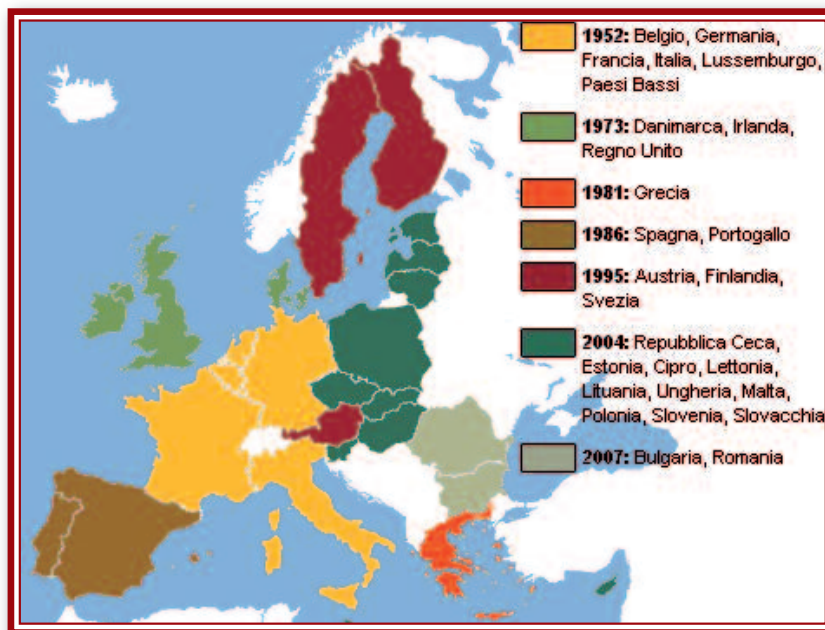 1952: Belgio, Germania,
Francia, Italia, Lussemburgo,
Paesi Bassi
1973: Danimarca, Irlanda,
Regno Unito
1981: Grecia
1986: Spagna, Portogallo
1995: Austria, Finlandia,
Svezia
2004: Repubblica Ceca,
Estonia, Cipro, Lettonia,
Lituania, Ungheria, Malta,
Polonia, Slovenia, Slovacchia
2007: Bulgaria, Romania